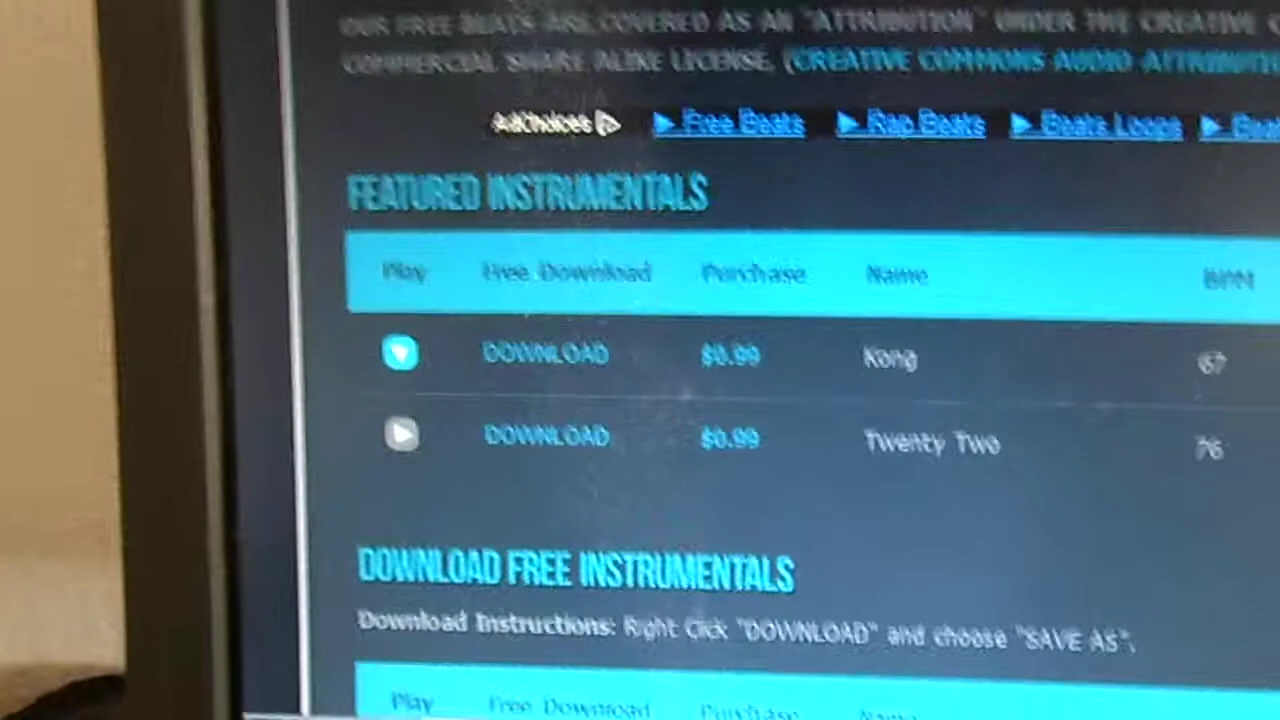 OUR FREE BEATS ARE COVERED AS AN "ATTRIBUTION" UNDER THE CREATIVE
COMMERCIAL SHARE ALIKE LICENSE, (CREATIVE COMMONS AUDIO
AdChoices ▶ Free Beats ▶ Rap Beats ▶ Beats Loops ▶
FEATURED INSTRUMENTALS
Play Free Download Purchase Name BPM
DOWNLOAD $0.99 Kong 67
DOWNLOAD $0.99 Twenty Two 76
DOWNLOAD FREE INSTRUMENTALS
Download Instructions: Right Click "DOWNLOAD" and choose "SAVE AS".
Play Free Download Purchase Name